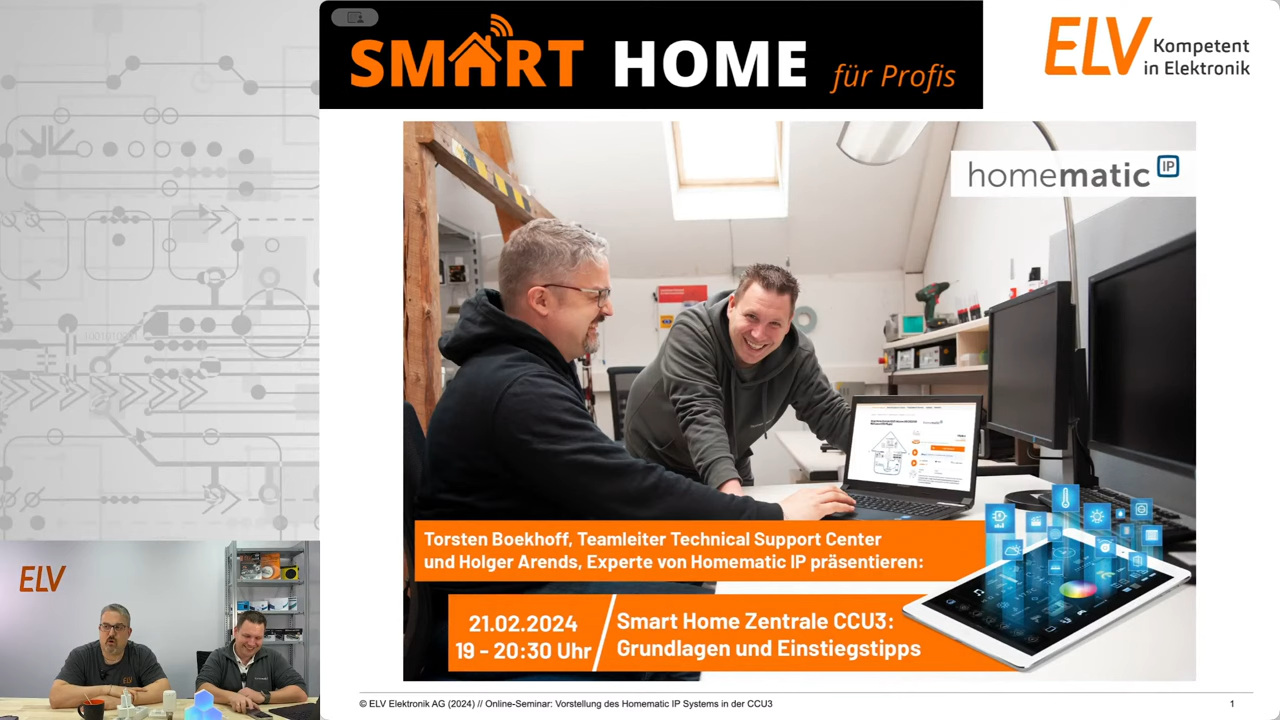 SMART HOME für Profis
ELV Kompetent
in Elektronik
homematic IP
Torsten Boekhoff, Teamleiter Technical Support Center
und Holger Arends, Experte von Homematic IP präsentieren:
21.02.2024
19 - 20:30 Uhr
Smart Home Zentrale CCU3:
Grundlagen und Einstiegstipps
ELV
ELV
© ELV Elektronik AG (2024) // Online-Seminar: Vorstellung des Homematic IP Systems in der CCU3
1